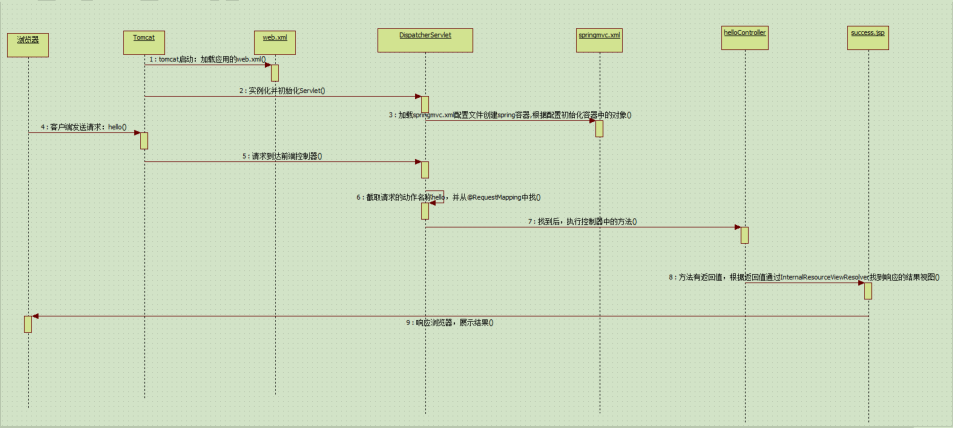 浏览器
Tomcat
web.xml
DispatcherServlet
springmvc.xml
helloController
success.jsp
1 : tomcat启动：加载应用的web.xml()
2 : 实例化并初始化Servlet()
3 : 加载springmvc.xml配置文件创建spring容器,根据配置初始化容器中的对象()
4 : 客户端发送请求：hello()
5 : 请求到达前端控制器()
6 : 截取请求的动作名称hello，并从@RequestMapping中找()
7 : 找到后，执行控制器中的方法()
8 : 方法有返回值，根据返回值通过InternalResourceViewResolver找到响应的结果视图()
9 : 响应浏览器，展示结果()